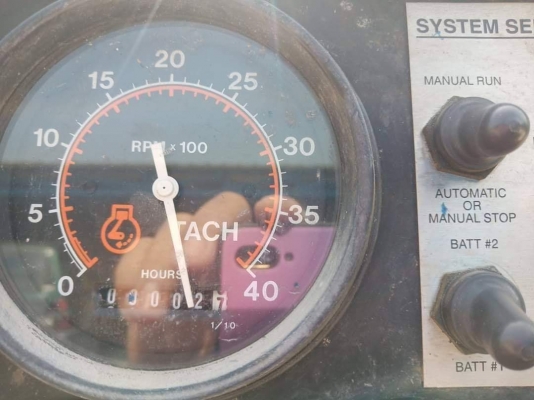 SYSTEM SE
MANUAL RUN
AUTOMATIC
OR
MANUAL STOP
BATT #2
BATT #1
0
5
10
15
20
25
30
35
40
RPM x 100
TACH
HOURS
1/10